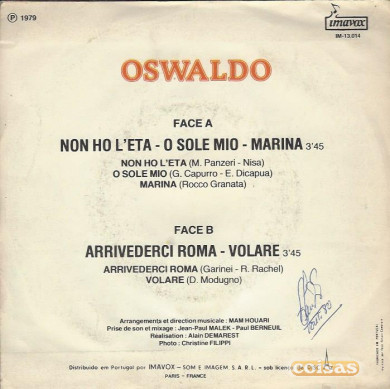 ℗ 1979
imavox
IM-13.014
OSWALDO
FACE A
NON HO L'ETA - O SOLE MIO - MARINA 3'45
NON HO L'ETA (M. Panzeri - Nisa)
O SOLE MIO (G. Capurro - E. Dicapua)
MARINA (Rocco Granata)
FACE B
ARRIVEDERCI ROMA - VOLARE 3'45
ARRIVEDERCI ROMA (Garinei - R. Rachel)
VOLARE (D. Modugno)
Arrangements et direction musicale : MAM HOUARI
Prise de son et mixage : Jean-Paul MALEK - Paul BERNEUIL
Réalisation : Alain DEMAREST
Photo : Christine FILIPPI
Distribuido em Portugal por IMAVOX - SOM E IMAGEM S A R L. - sob licença
PARIS - FRANCE
coisas